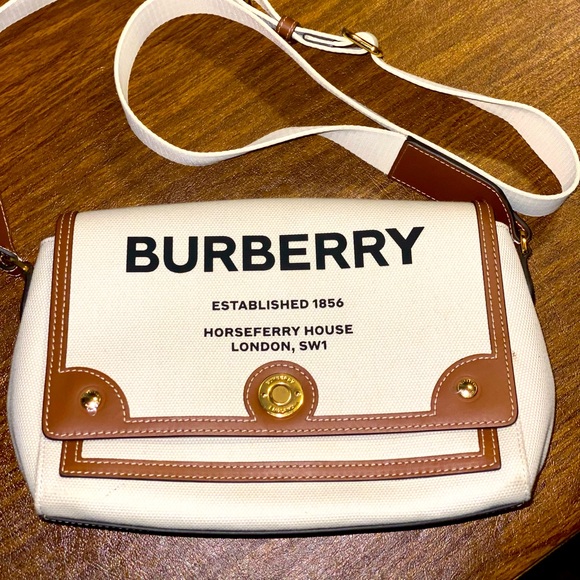 BURBERRY
ESTABLISHED 1856
HORSEFERRY HOUSE
LONDON, SW1